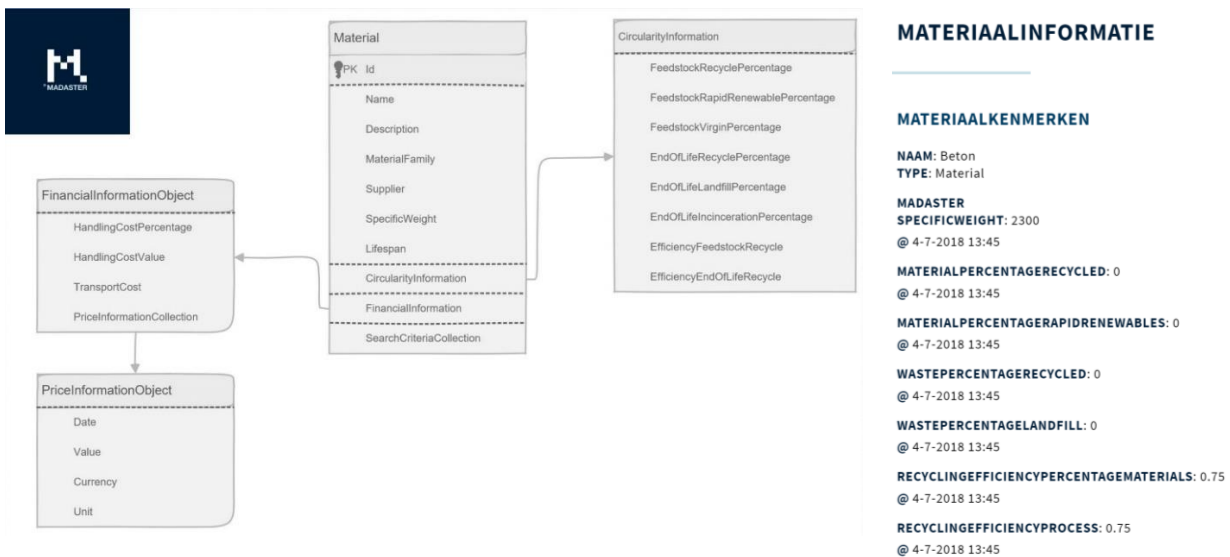 MADASTER
Material
PK Id
Name
Description
MaterialFamily
Supplier
SpecificWeight
Lifespan
CircularityInformation
FinancialInformation
SearchCriteriaCollection
CircularityInformation
FeedstockRecyclePercentage
FeedstockRapidRenewablePercentage
FeedstockVirginPercentage
EndOfLifeRecyclePercentage
EndOfLifeLandfillPercentage
EndOfLifeIncincerationPercentage
EfficiencyFeedstockRecycle
EfficiencyEndOfLifeRecycle
FinancialInformationObject
HandlingCostPercentage
HandlingCostValue
TransportCost
PriceInformationCollection
PriceInformationObject
Date
Value
Currency
Unit
MATERIAALINFORMATIE
MATERIAALKENMERKEN
NAAM: Beton
TYPE: Material
MADASTER
SPECIFICWEIGHT: 2300
@ 4-7-2018 13:45
MATERIALPERCENTAGERECYCLED: 0
@ 4-7-2018 13:45
MATERIALPERCENTAGERAPIDRENEWABLES: 0
@ 4-7-2018 13:45
WASTEPERCENTAGERECYCLED: 0
@ 4-7-2018 13:45
WASTEPERCENTAGELANDFILL: 0
@ 4-7-2018 13:45
RECYCLINGEFFICIENCYPERCENTAGEMATERIALS: 0.75
@ 4-7-2018 13:45
RECYCLINGEFFICIENCYPROCESS: 0.75
@ 4-7-2018 13:45